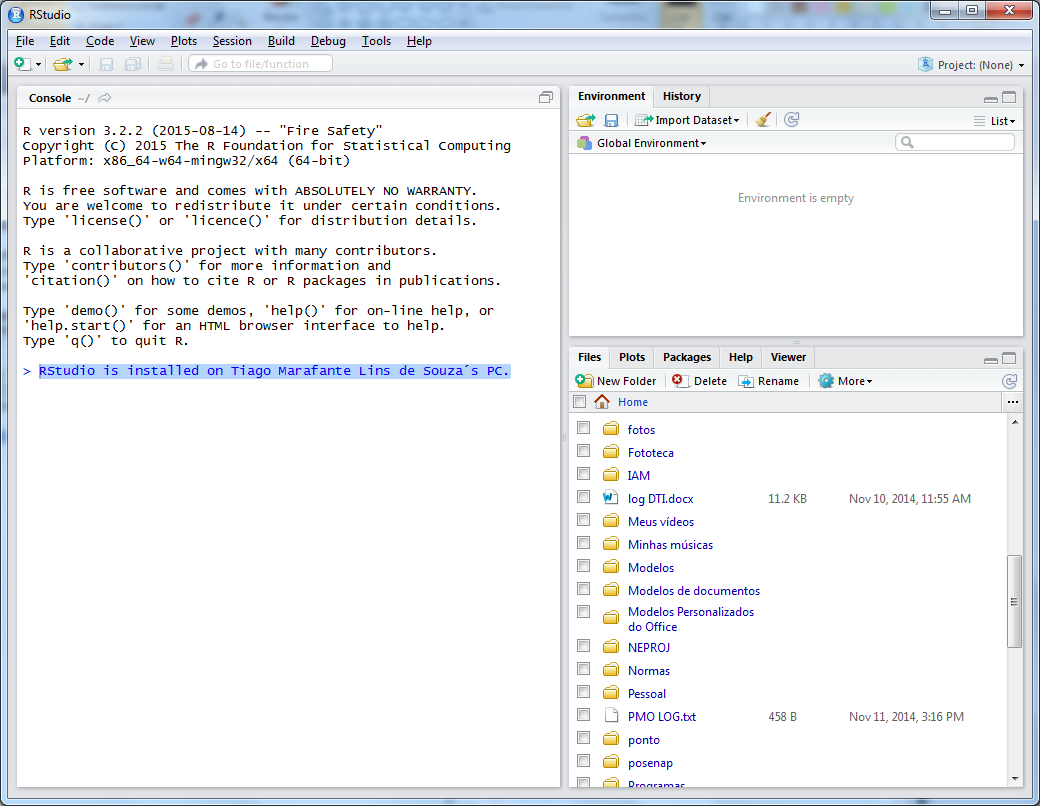 RStudio
File Edit Code View Plots Session Build Debug Tools Help
Go to file/function
Project: (None)
Console ~/
R version 3.2.2 (2015-08-14) -- "Fire Safety"
Copyright (C) 2015 The R Foundation for Statistical Computing
Platform: x86_64-w64-mingw32/x64 (64-bit)
R is free software and comes with ABSOLUTELY NO WARRANTY.
You are welcome to redistribute it under certain conditions.
Type 'license()' or 'licence()' for distribution details.
R is a collaborative project with many contributors.
Type 'contributors()' for more information and
'citation()' on how to cite R or R packages in publications.
Type 'demo()' for some demos, 'help()' for on-line help, or
'help.start()' for an HTML browser interface to help.
Type 'q()' to quit R.
> RStudio is installed on Tiago Marafante Lins de Souza´s PC.
Environment History
Import Dataset List
Global Environment
Environment is empty
Files Plots Packages Help Viewer
New Folder Delete Rename More
Home ...
fotos
Fototeca
IAM
log DTI.docx 11.2 KB Nov 10, 2014, 11:55 AM
Meus vídeos
Minhas músicas
Modelos
Modelos de documentos
Modelos Personalizados
do Office
NEPROJ
Normas
Pessoal
PMO LOG.txt 458 B Nov 11, 2014, 3:16 PM
ponto
posenap
Programas